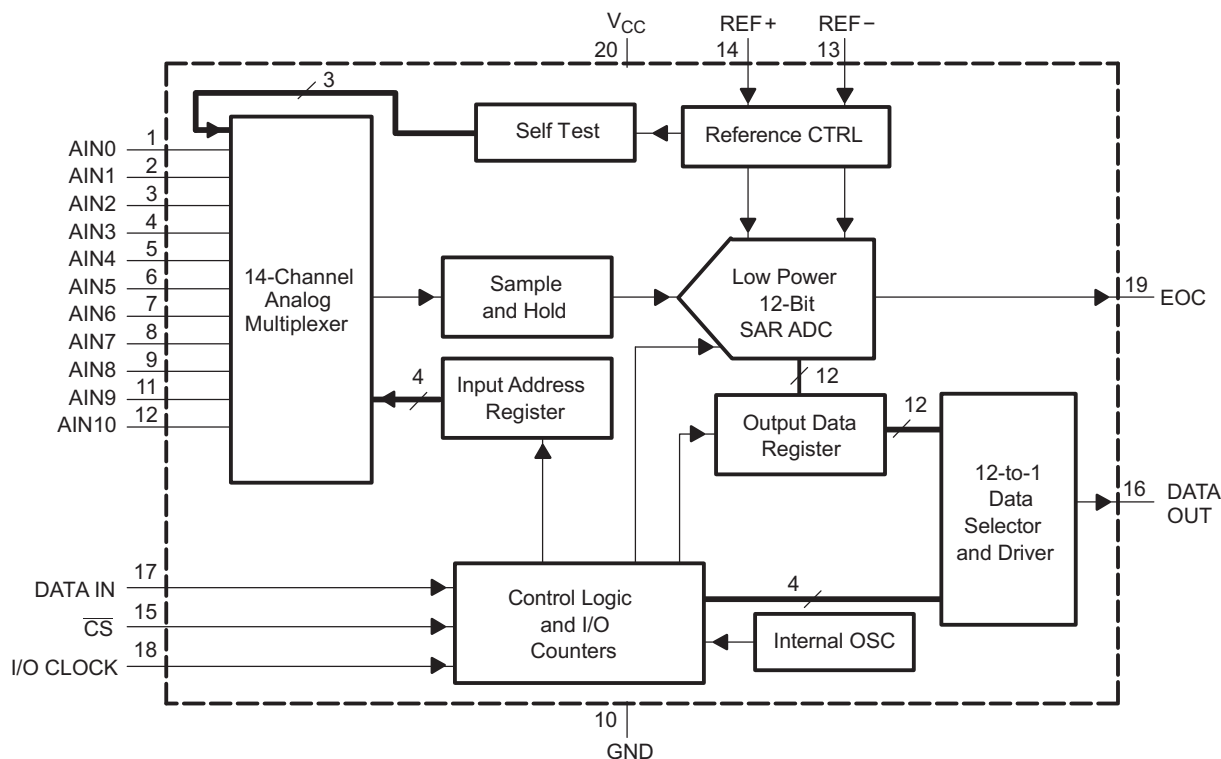 VCC
20
REF+
14
REF−
13
3
Self Test
Reference CTRL
AIN0
1
AIN1
2
AIN2
3
AIN3
4
AIN4
5
AIN5
6
AIN6
7
AIN7
8
AIN8
9
AIN9
11
AIN10
12
14-Channel
Analog
Multiplexer
Sample
and Hold
Low Power
12-Bit
SAR ADC
19
EOC
4
Input Address
Register
12
Output Data
Register
12
12-to-1
Data
Selector
and Driver
16
DATA
OUT
DATA IN
17
CS
15
I/O CLOCK
18
Control Logic
and I/O
Counters
4
Internal OSC
10
GND